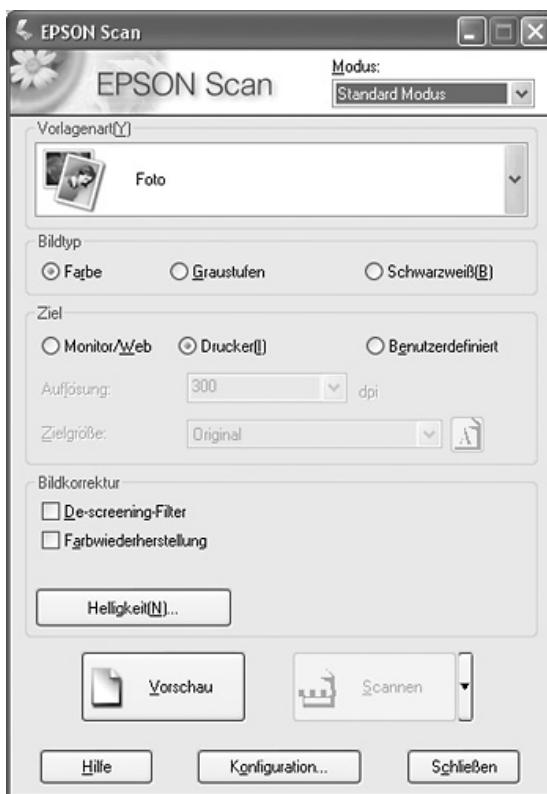 EPSON Scan
EPSON Scan
Modus:
Standard Modus
Vorlagenart(Y)
Foto
Bildtyp
Farbe Graustufen Schwarzweiß(B)
Ziel
Monitor/Web Drucker(I) Benutzerdefiniert
Auflösung: 300 dpi
Zielgröße: Original A
Bildkorrektur
De-screening-Filter
Farbwiederherstellung
Helligkeit(N)...
Vorschau Scannen
Hilfe Konfiguration... Schließen